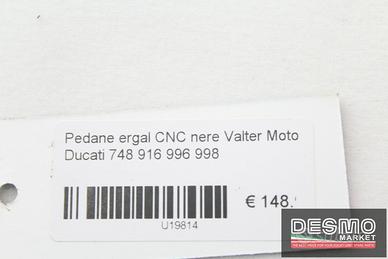 Pedane ergal CNC nere Valter Moto
Ducati 748 916 996 998
€ 148.
U19814
DESMO
MARKET